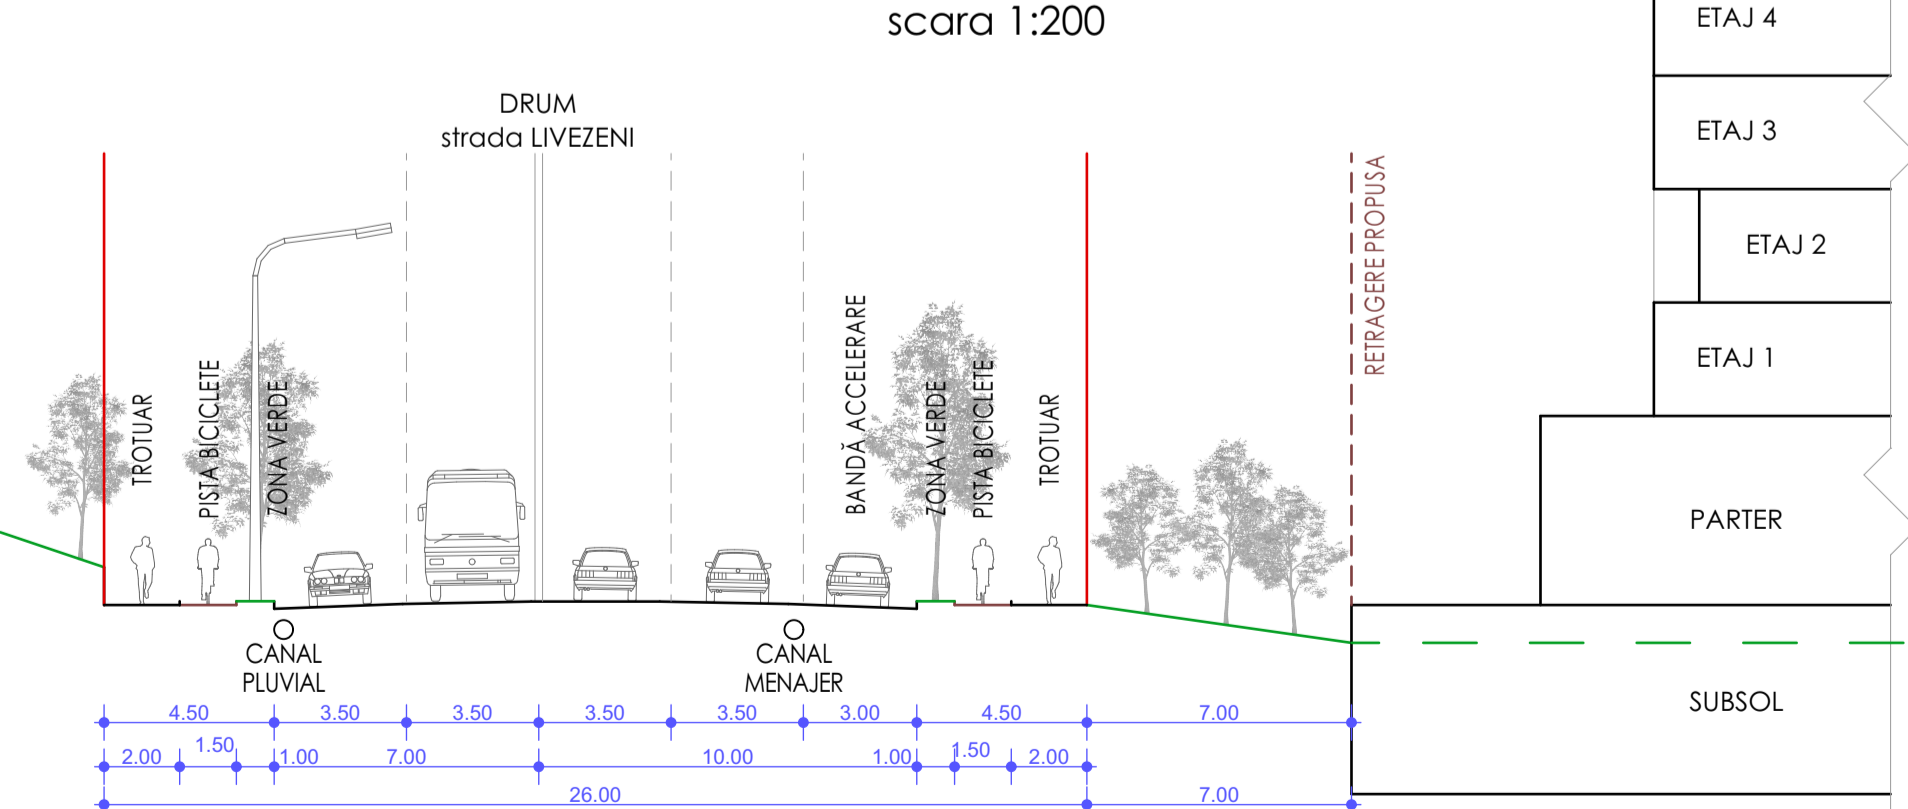 scara 1:200
ETAJ 4
DRUM
strada LIVEZENI
ETAJ 3
RETRAGERE PROPUSA
ETAJ 2
ETAJ 1
TROTUAR
PISTA BICICLETE
ZONA VERDE
BANDĂ ACCELERARE
ZONA VERDE
PISTA BICICLETE
TROTUAR
PARTER
CANAL
PLUVIAL
CANAL
MENAJER
SUBSOL
4.50 3.50 3.50 3.50 3.50 3.00 4.50 7.00
2.00 1.50 1.00 7.00 10.00 1.00 1.50 2.00
26.00 7.00